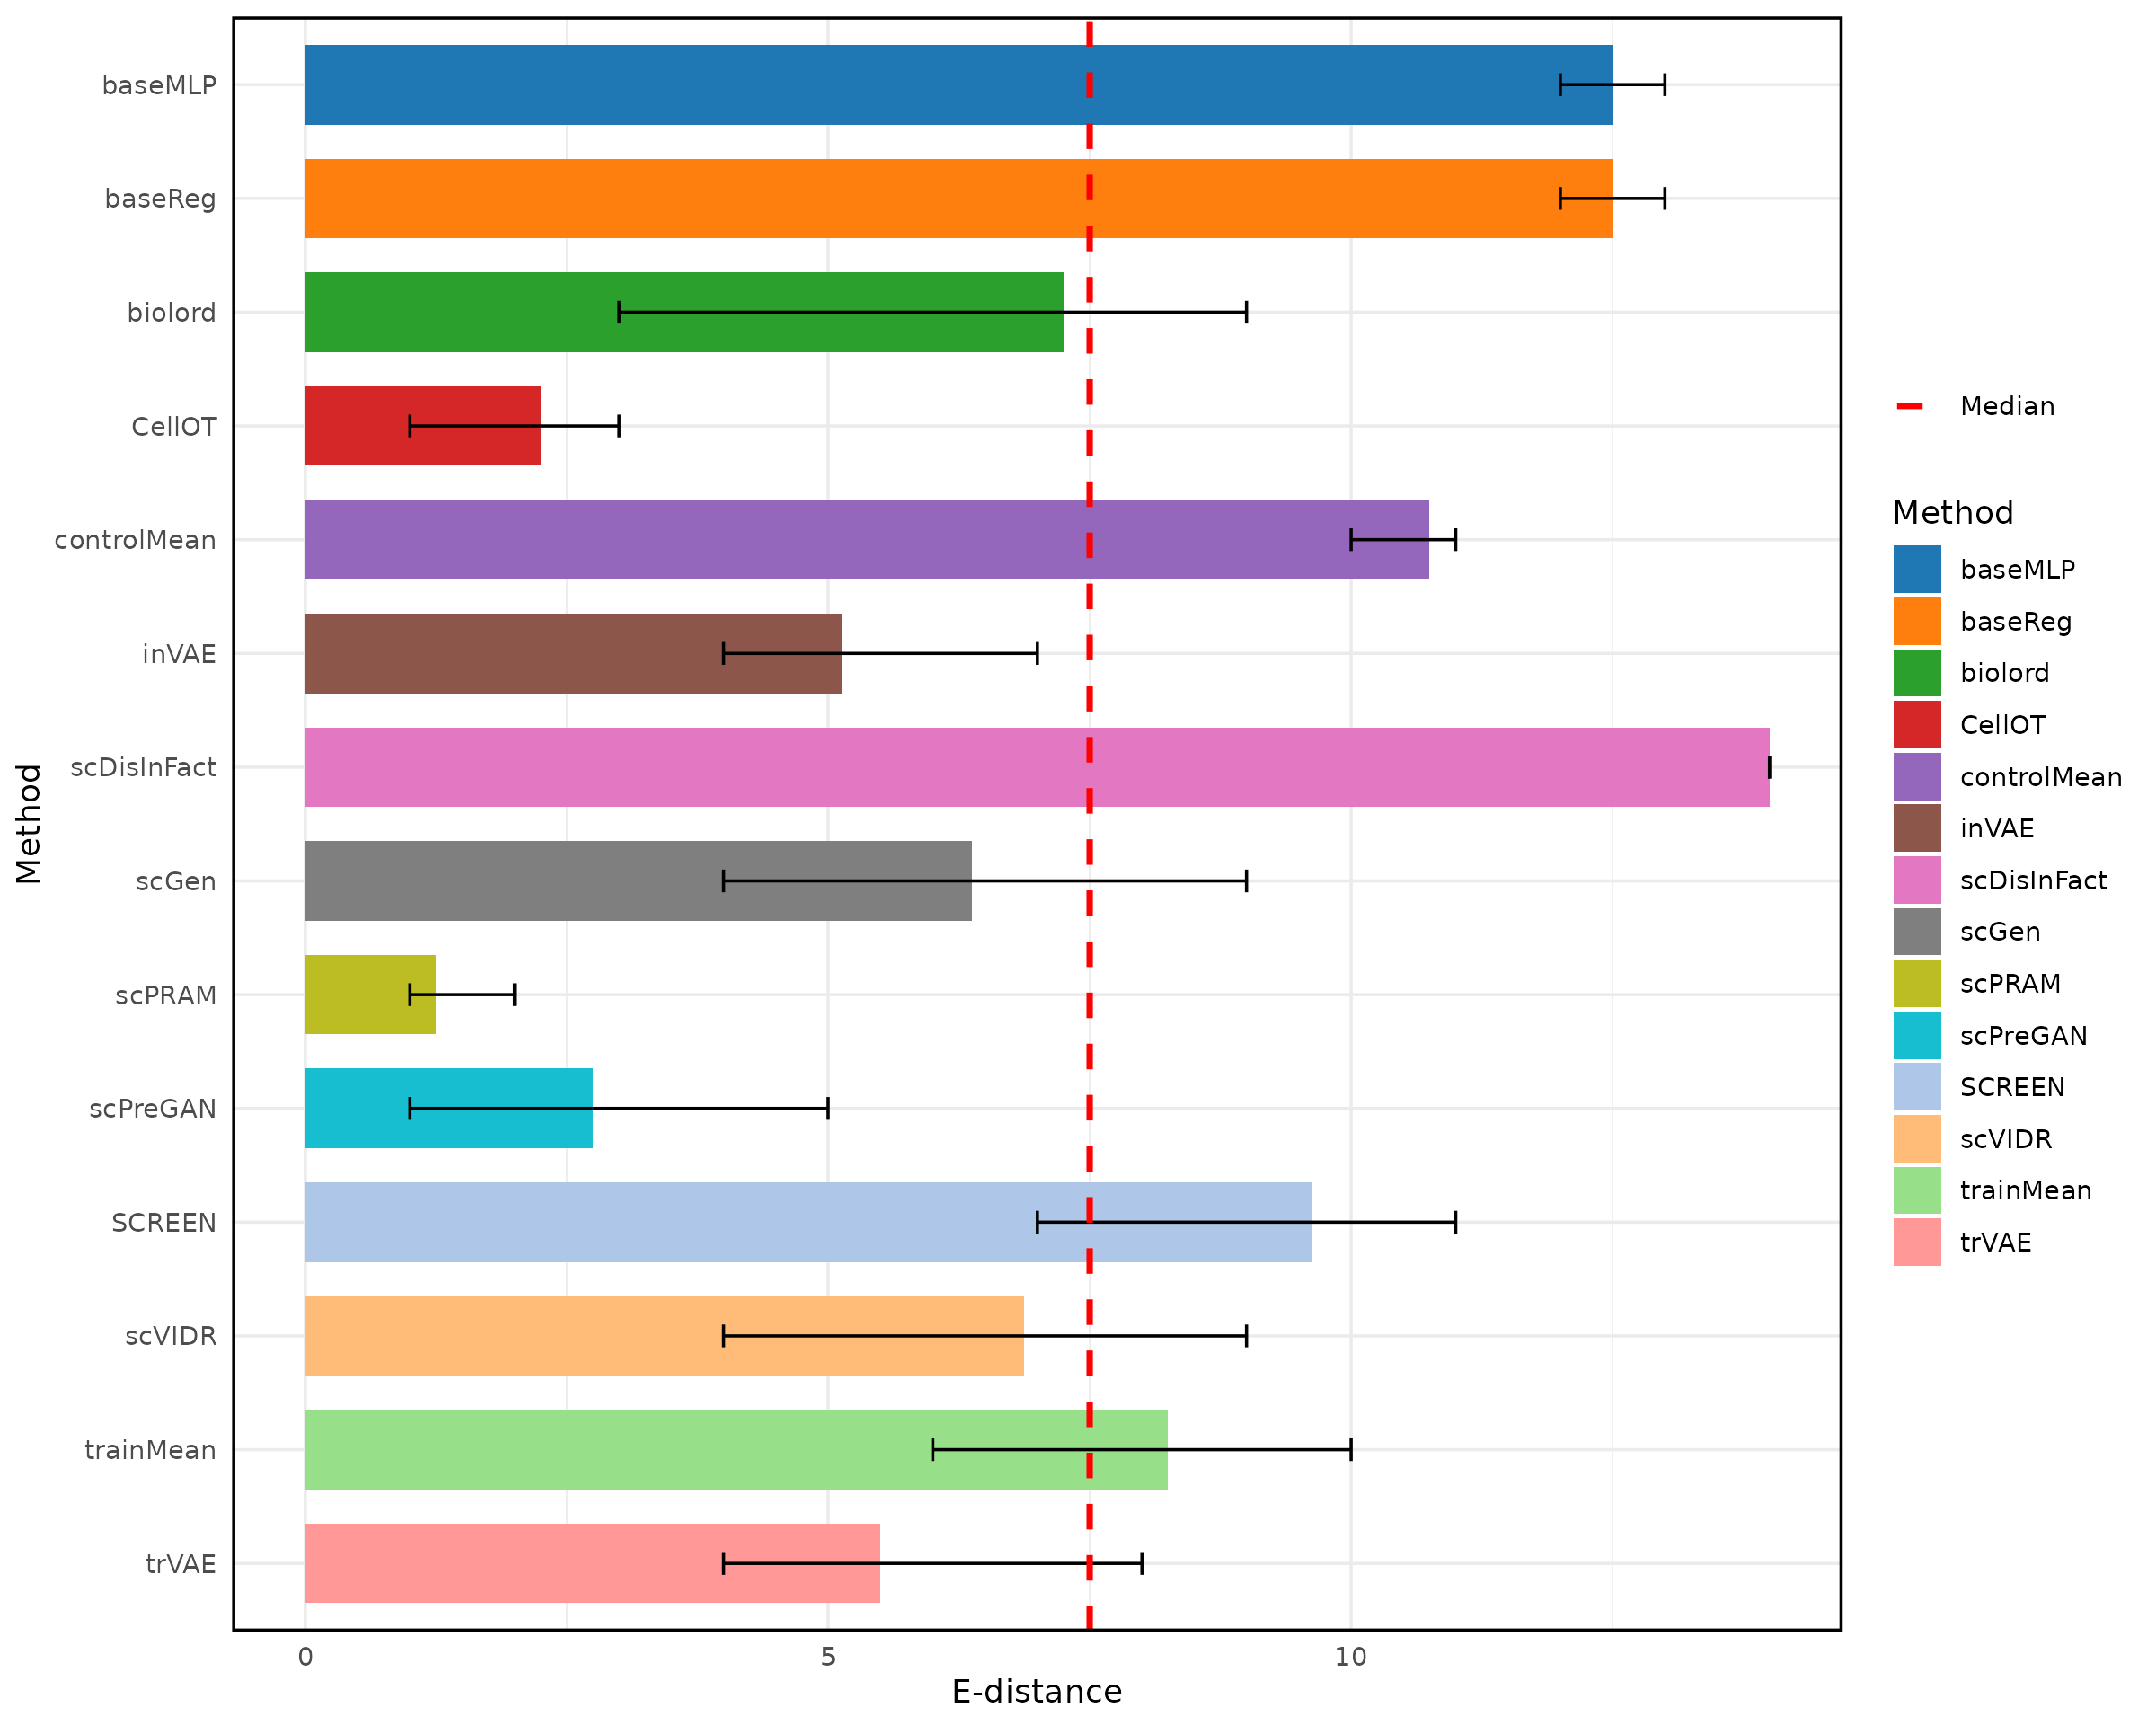 baseMLP
baseReg
biolord
CellOT
controlMean
inVAE
scDisInFact
scGen
scPRAM
scPreGAN
SCREEN
scVIDR
trainMean
trVAE
Method
0 5 10
E-distance
Median
Method
baseMLP
baseReg
biolord
CellOT
controlMean
inVAE
scDisInFact
scGen
scPRAM
scPreGAN
SCREEN
scVIDR
trainMean
trVAE